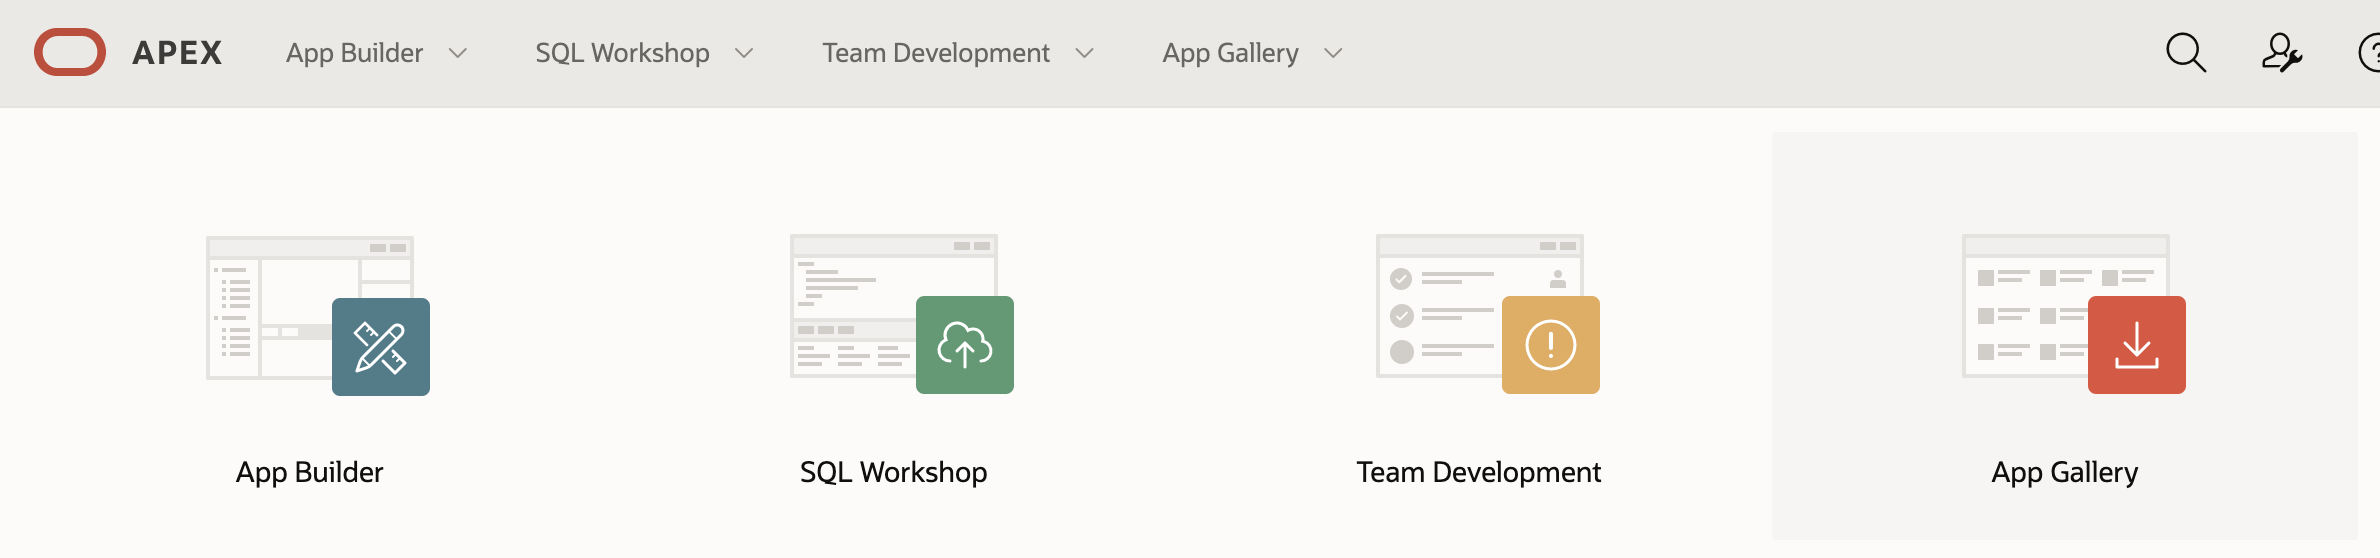 APEX App Builder SQL Workshop Team Development App Gallery
App Builder SQL Workshop Team Development App Gallery